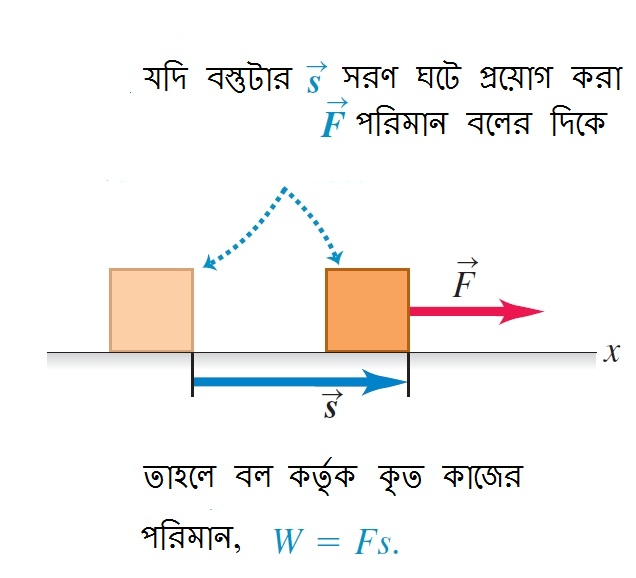 যদি বস্তুটার s⃗ সরণ ঘটে প্রয়োগ করা
F⃗ পরিমান বলের দিকে
F⃗
x
s⃗
তাহলে বল কর্তৃক কৃত কাজের
পরিমান, W = Fs.